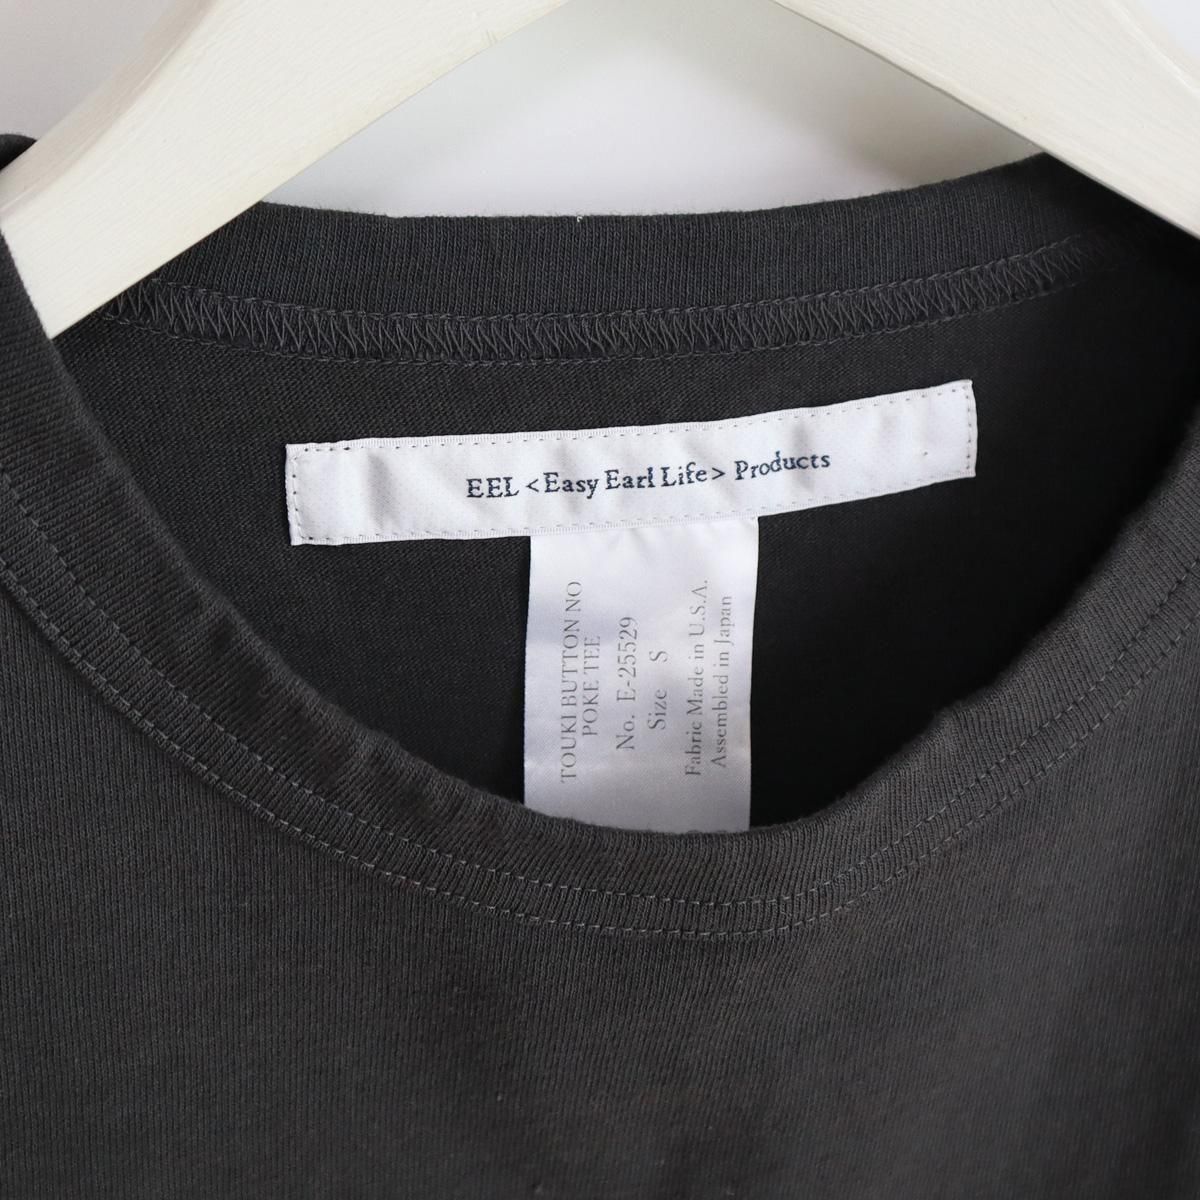 EEL <Easy Earl Life> Products
TOUKI BUTTON NO
POKE TEE
No. E-25529
Size S
Fabric Made in U.S.A.
Assembled in Japan